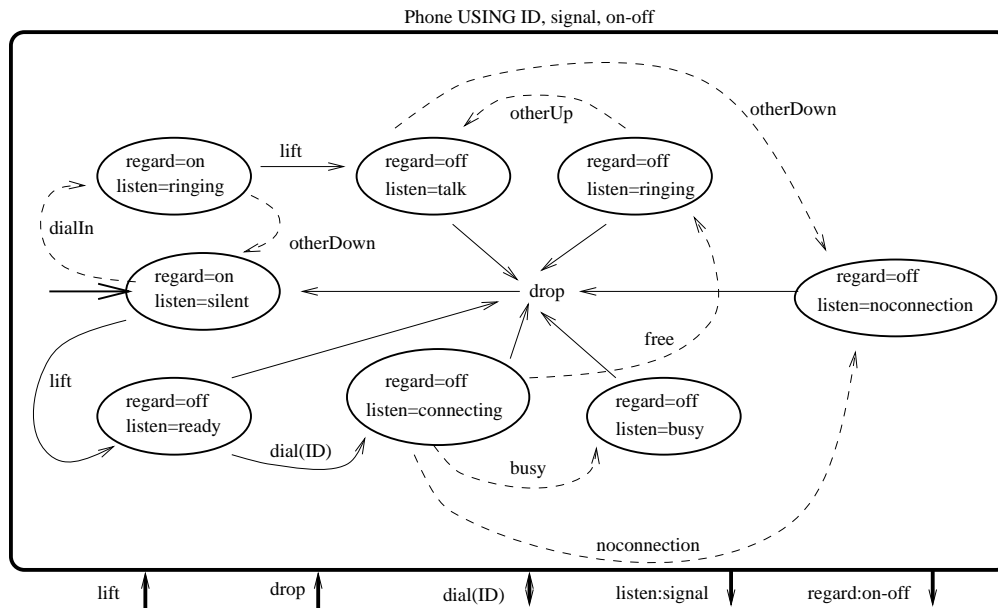 Phone USING ID, signal, on-off
otherUp
otherDown
lift
regard=on
listen=ringing
regard=off
listen=talk
regard=off
listen=ringing
dialIn
otherDown
regard=on
listen=silent
drop
regard=off
listen=noconnection
free
lift
regard=off
listen=ready
regard=off
listen=connecting
regard=off
listen=busy
dial(ID)
busy
noconnection
lift
drop
dial(ID)
listen:signal
regard:on-off